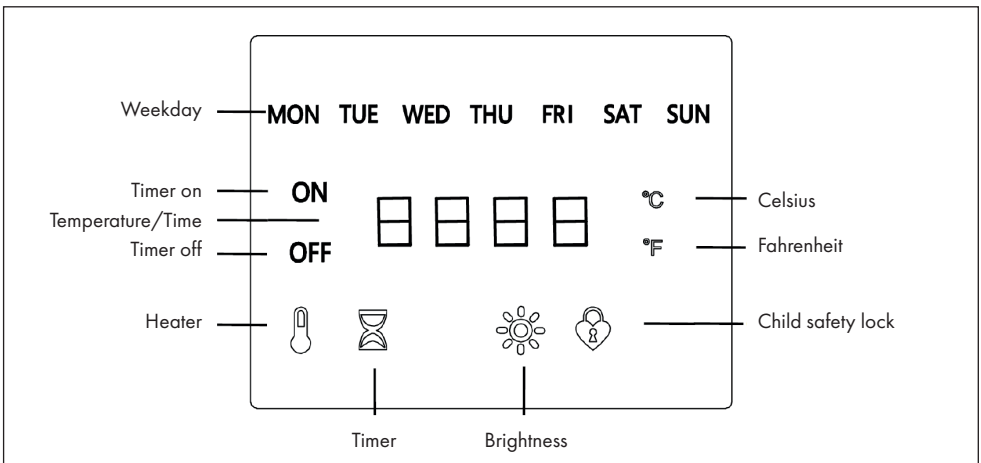 Weekday
MON TUE WED THU FRI SAT SUN
Timer on
ON
Temperature/Time
8888
Timer off
OFF
°C
Celsius
°F
Fahrenheit
Heater
Child safety lock
Timer
Brightness